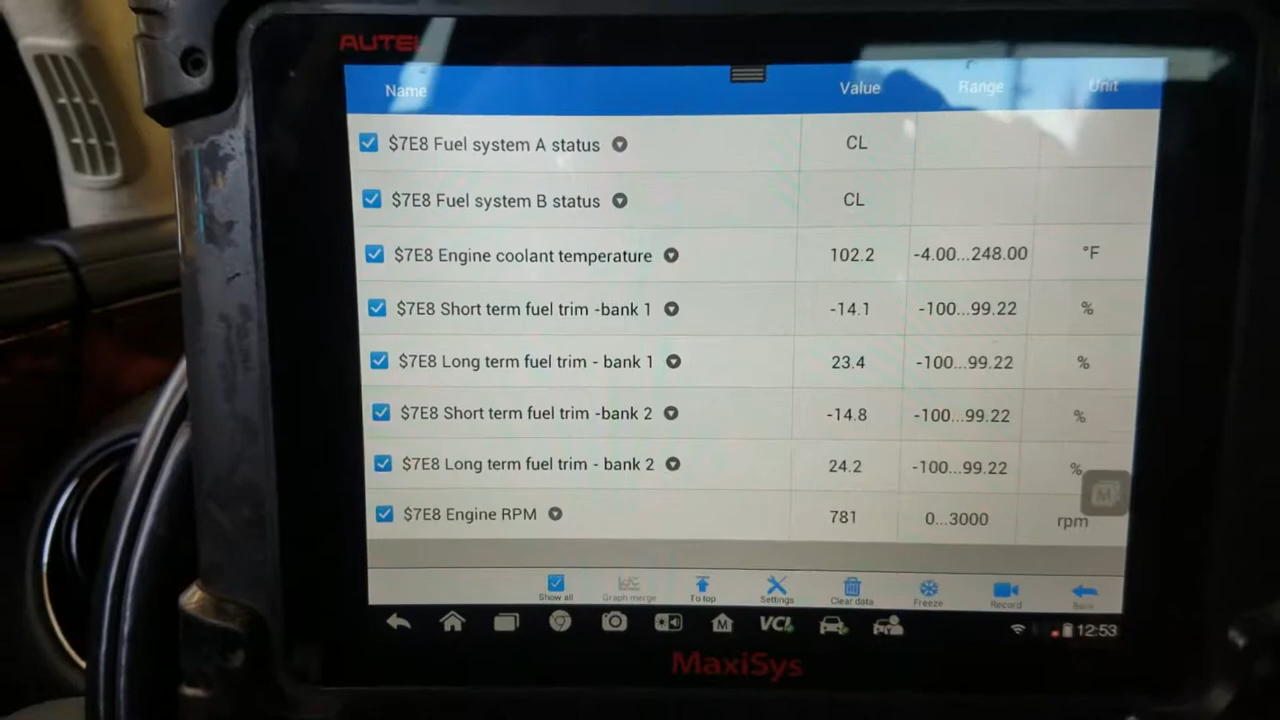 AUTEL
Name Value Range Unit
$7E8 Fuel system A status CL
$7E8 Fuel system B status CL
$7E8 Engine coolant temperature 102.2 -4.00...248.00 °F
$7E8 Short term fuel trim -bank 1 -14.1 -100...99.22 %
$7E8 Long term fuel trim - bank 1 23.4 -100...99.22 %
$7E8 Short term fuel trim -bank 2 -14.8 -100...99.22 %
$7E8 Long term fuel trim - bank 2 24.2 -100...99.22 %
M
$7E8 Engine RPM 781 0...3000 rpm
Show all Graph merge To top Settings Clear data Freeze Record Back
M VCI 12:53
MaxiSys